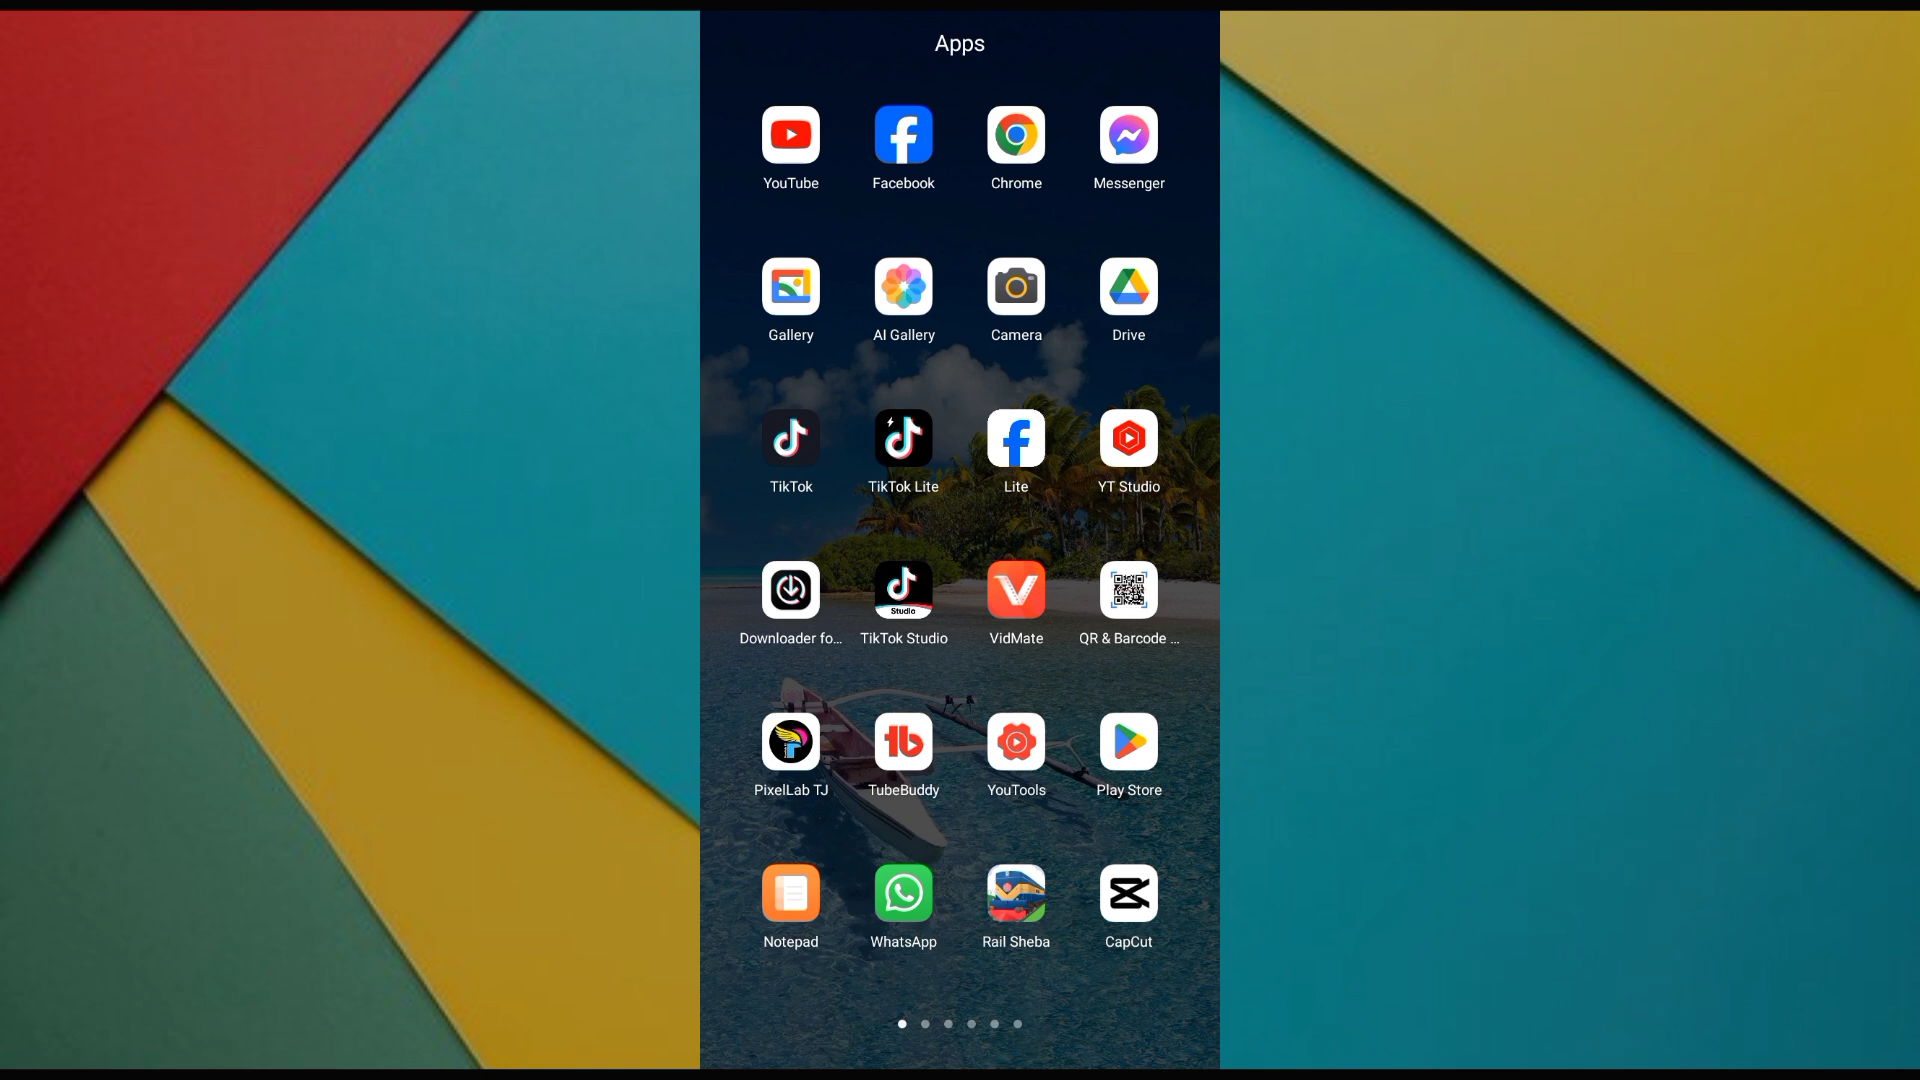 Apps
YouTube Facebook Chrome Messenger
Gallery AI Gallery Camera Drive
TikTok TikTok Lite Lite YT Studio
Studio
Downloader fo... TikTok Studio VidMate QR & Barcode ...
PixelLab TJ TubeBuddy YouTools Play Store
Notepad WhatsApp Rail Sheba CapCut